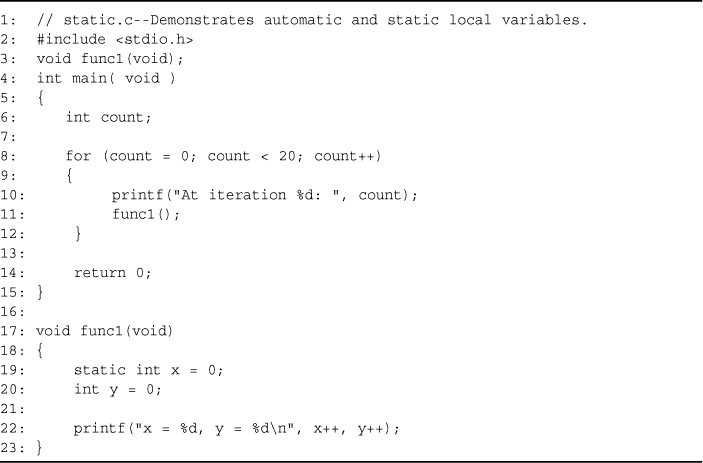 1:  // static.c--Demonstrates automatic and static local variables.
2:  #include <stdio.h>
3:  void func1(void);
4:  int main( void )
5:  {
6:     int count;
7:
8:     for (count = 0; count < 20; count++)
9:     {
10:         printf("At iteration %d: ", count);
11:         func1();
12:     }
13:
14:     return 0;
15: }
16:
17: void func1(void)
18: {
19:     static int x = 0;
20:     int y = 0;
21:
22:     printf("x = %d, y = %d\n", x++, y++);
23: }